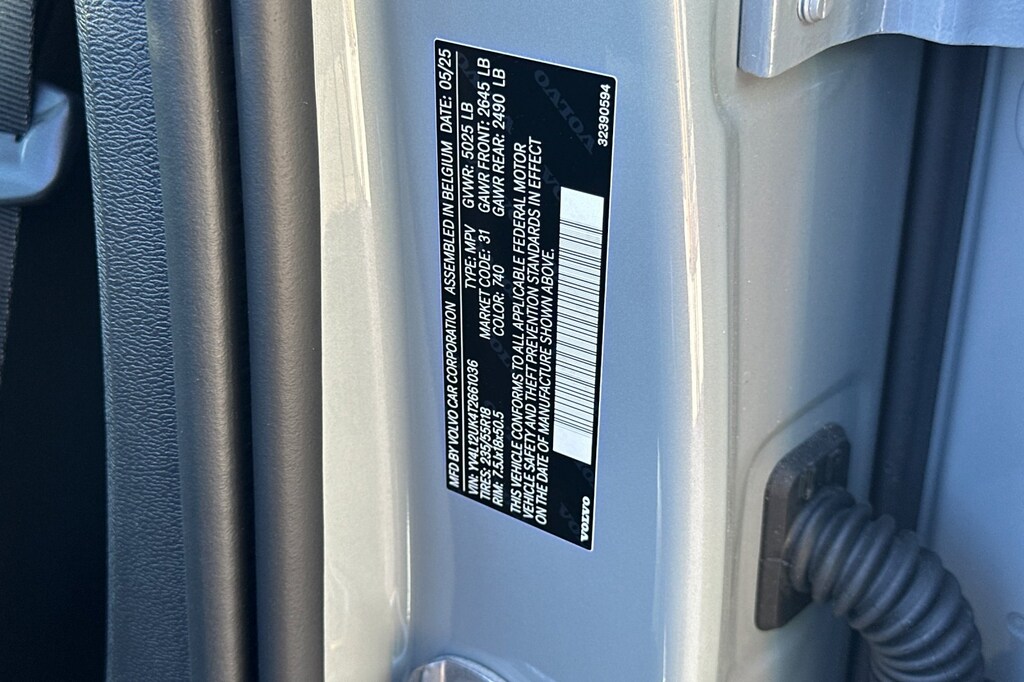 MFD BY VOLVO CAR CORPORATION ASSEMBLED IN BELGIUM DATE: 05/25
VIN: YV4L12UK4T2661036 TYPE: MPV GVWR: 5025 LB
TIRES: 235/55R18 MARKET CODE: 31 GAWR FRONT: 2645 LB
RIM: 7.5Jx18x50.5 COLOR: 740 GAWR REAR: 2490 LB
THIS VEHICLE CONFORMS TO ALL APPLICABLE FEDERAL MOTOR
VEHICLE SAFETY AND THEFT PREVENTION STANDARDS IN EFFECT
ON THE DATE OF MANUFACTURE SHOWN ABOVE.
VOLVO 32390594